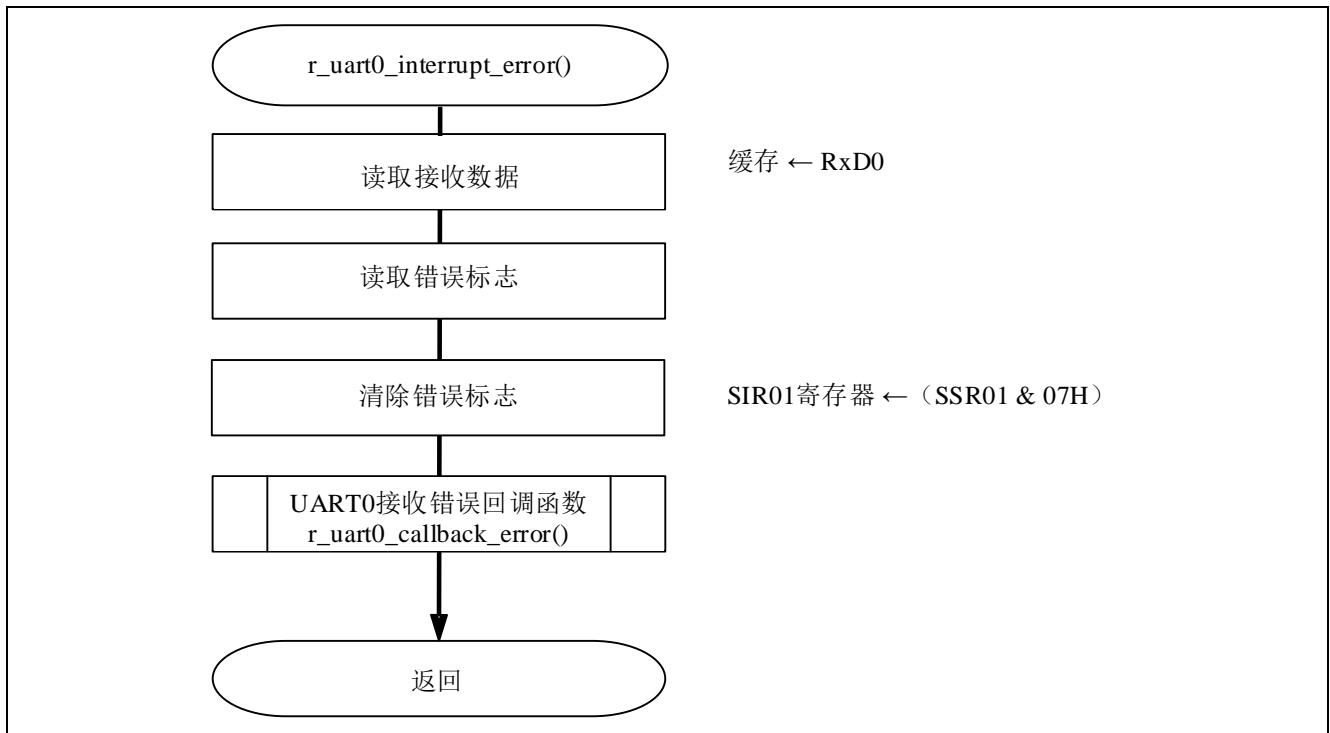 r_uart0_interrupt_error()
读取接收数据
缓存 ← RxD0
读取错误标志
清除错误标志
SIR01寄存器 ←（SSR01 & 07H）
UART0接收错误回调函数
r_uart0_callback_error()
返回